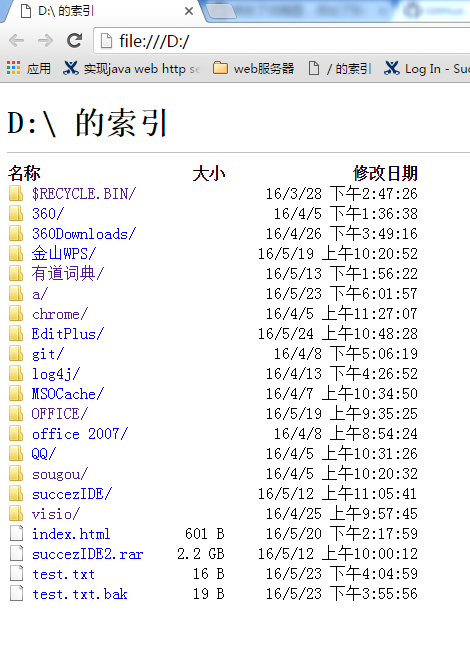 D:\ 的索引
file:///D:/
应用 实现java web http se web服务器 / 的索引 Log In - Suc
D:\ 的索引
名称 大小 修改日期
$RECYCLE.BIN/ 16/3/28 下午2:47:26
360/ 16/4/5 下午1:36:38
360Downloads/ 16/4/26 下午3:49:16
金山WPS/ 16/5/19 上午10:20:52
有道词典/ 16/5/13 下午1:56:22
a/ 16/5/23 下午6:01:57
chrome/ 16/4/5 上午11:27:07
EditPlus/ 16/5/24 上午10:48:28
git/ 16/4/8 下午5:06:19
log4j/ 16/4/13 下午4:26:52
MSOCache/ 16/4/7 上午10:34:50
OFFICE/ 16/5/19 上午9:35:25
office 2007/ 16/4/8 上午8:54:24
QQ/ 16/4/5 上午10:31:26
sougou/ 16/4/5 上午10:20:32
succezIDE/ 16/5/12 上午11:05:41
visio/ 16/4/25 上午9:57:45
index.html 601 B 16/5/20 下午2:17:59
succezIDE2.rar 2.2 GB 16/5/12 上午10:00:12
test.txt 16 B 16/5/23 下午4:04:59
test.txt.bak 19 B 16/5/23 下午3:55:56